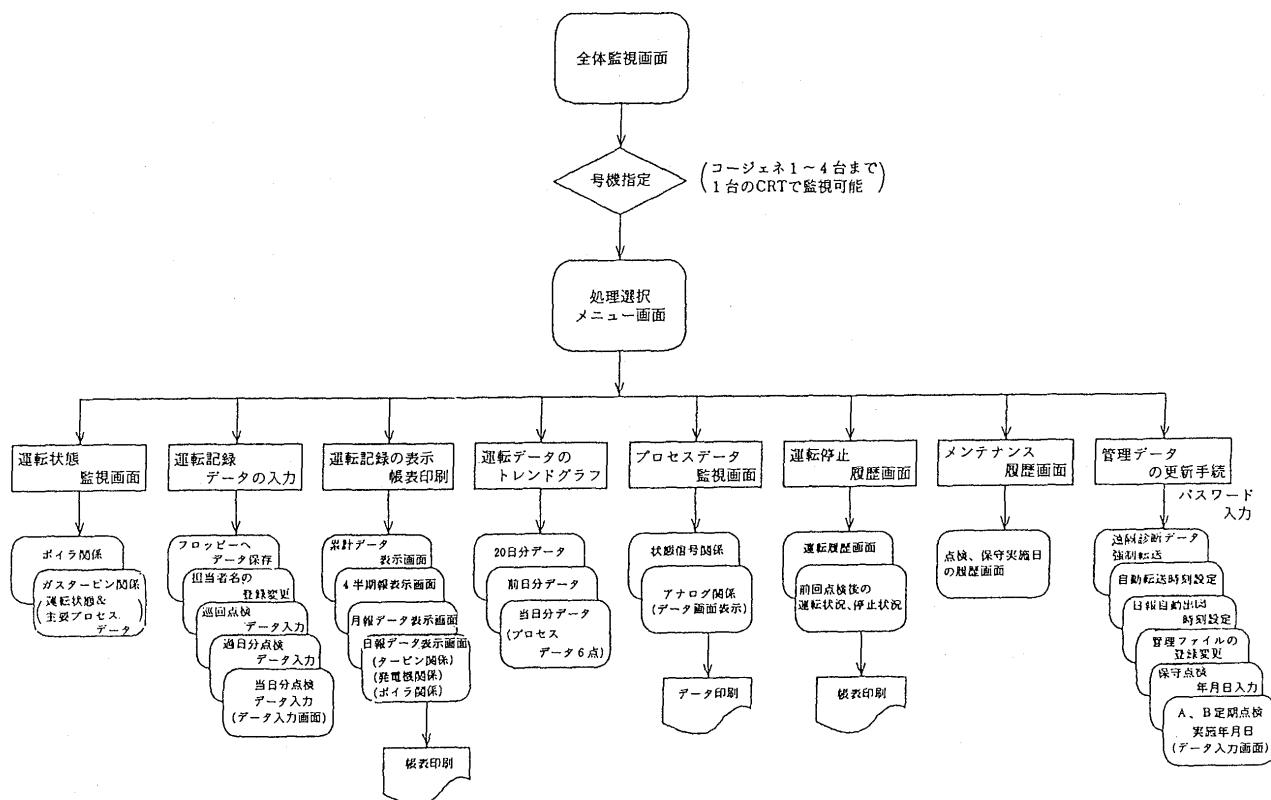 全体監視画面
号機指定
(コージェネ1~4台まで
1台のCRTで監視可能)
処理選択
メニュー画面
運転状態
監視画面
運転記録
データの入力
運転記録の表示
帳表印刷
運転データの
トレンドグラフ
プロセスデータ
監視画面
運転停止
履歴画面
メンテナンス
履歴画面
管理データ
の更新手続
パスワード
入力
ボイラ関係
ガスタービン関係
(運転状態&
主要プロセス
データ)
フロッピーへ
データ保存
担当者名の
登録変更
巡回点検
データ入力
過日分点検
データ入力
当日分点検
データ入力
(データ入力画面)
累計データ
表示画面
4半期報表示画面
月報データ表示画面
日報データ表示画面
(タービン関係)
(発電機関係)
(ボイラ関係)
帳表印刷
20日分データ
前日分データ
当日分データ
(プロセス
データ6点)
状態信号関係
アナログ関係
(データ画面表示)
データ印刷
運転履歴画面
前回点検後の
運転状況、停止状況
帳表印刷
点検、保守実施日
の履歴画面
遠隔診断データ
強制転送
自動転送時刻設定
日報自動出図
時刻設定
管理ファイルの
登録変更
保守点検
年月日入力
A、B定期点検
実施年月日
(データ入力画面)